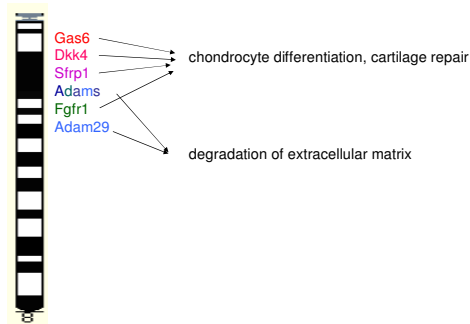 Gas6
Dkk4
chondrocyte differentiation, cartilage repair
Sfrp1
Adams
Fgfr1
Adam29
degradation of extracellular matrix
8